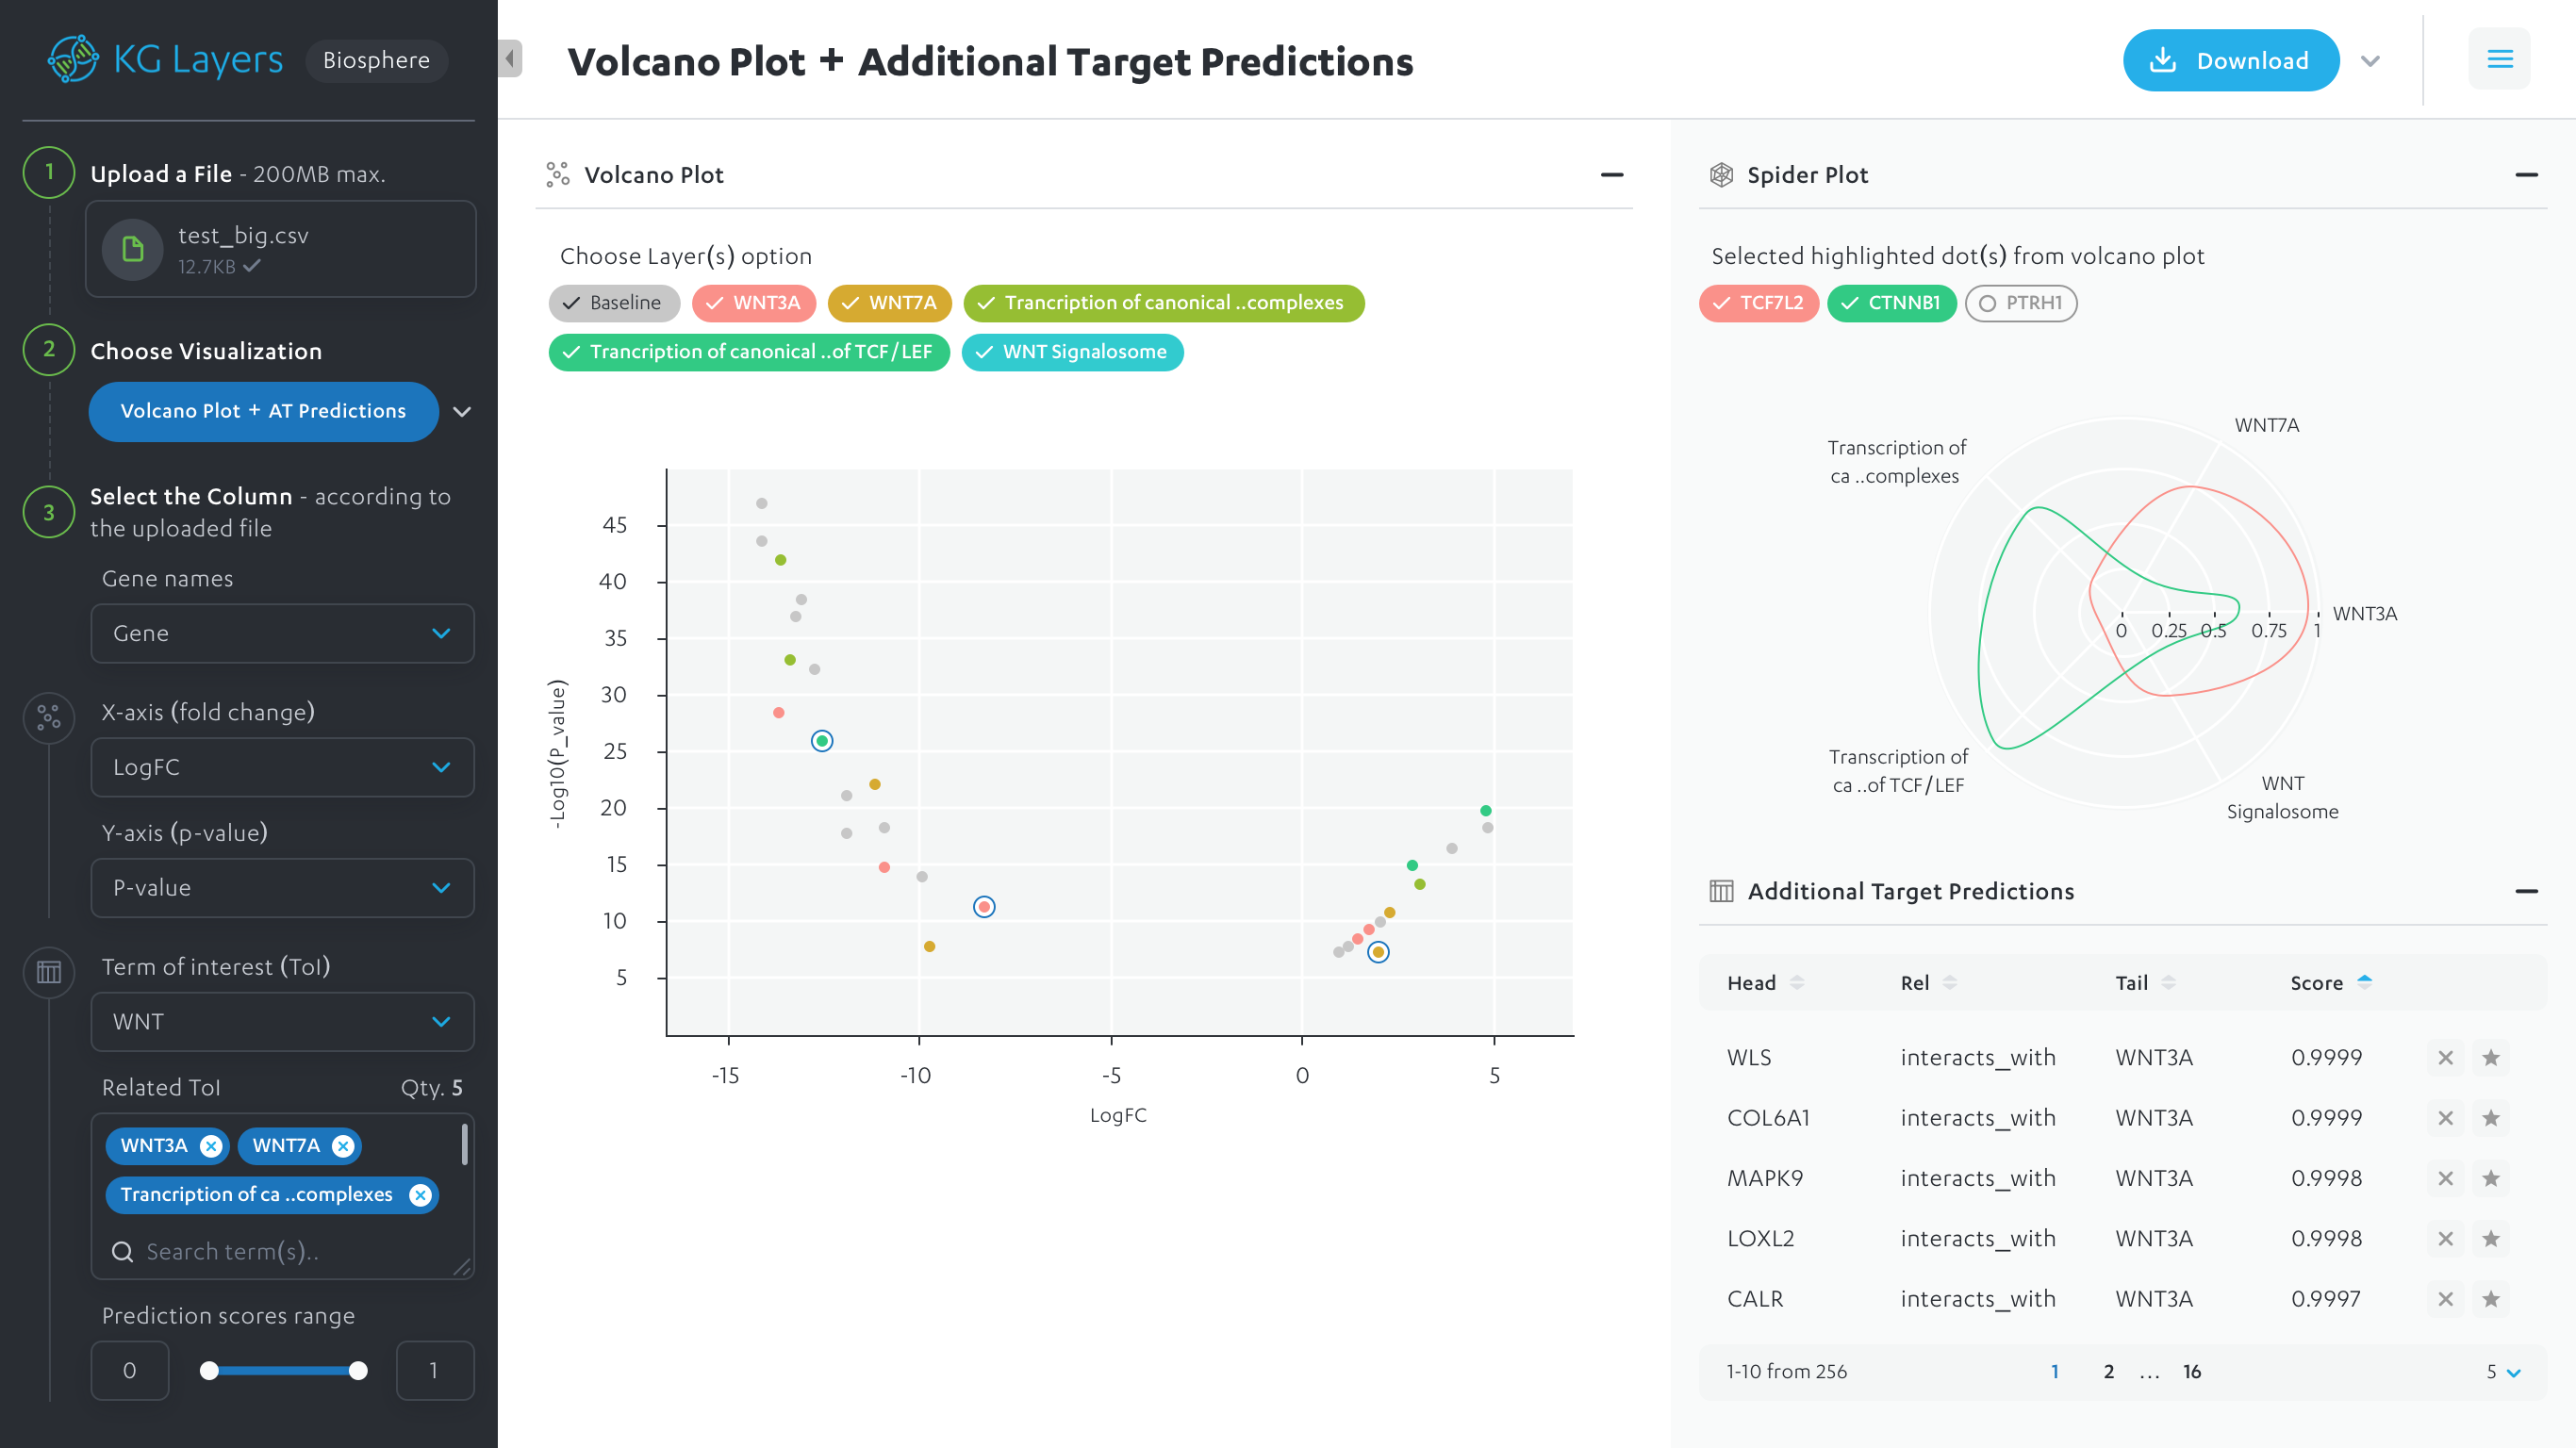 KG Layers
Biosphere
1
Upload a File - 200MB max.
test_big.csv
12.7KB
2
Choose Visualization
Volcano Plot + AT Predictions
3
Select the Column - according to
the uploaded file
Gene names
Gene
X-axis (fold change)
LogFC
Y-axis (p-value)
P-value
Term of interest (ToI)
WNT
Related ToI
Qty. 5
WNT3A
WNT7A
Trancription of ca ..complexes
Search term(s)..
Prediction scores range
0
1
Volcano Plot + Additional Target Predictions
Download
Volcano Plot
Choose Layer(s) option
Baseline
WNT3A
WNT7A
Trancription of canonical ..complexes
Trancription of canonical ..of TCF/LEF
WNT Signalosome
45
40
35
30
25
20
15
10
5
-Log10(P_value)
-15
-10
-5
0
5
LogFC
Spider Plot
Selected highlighted dot(s) from volcano plot
TCF7L2
CTNNB1
PTRH1
WNT7A
Transcription of
ca ..complexes
WNT3A
0
0.25
0.5
0.75
1
Transcription of
ca ..of TCF/LEF
WNT
Signalosome
Additional Target Predictions
Head Rel Tail Score
WLS interacts_with WNT3A 0.9999
COL6A1 interacts_with WNT3A 0.9999
MAPK9 interacts_with WNT3A 0.9998
LOXL2 interacts_with WNT3A 0.9998
CALR interacts_with WNT3A 0.9997
1-10 from 256
1 2 ... 16
5